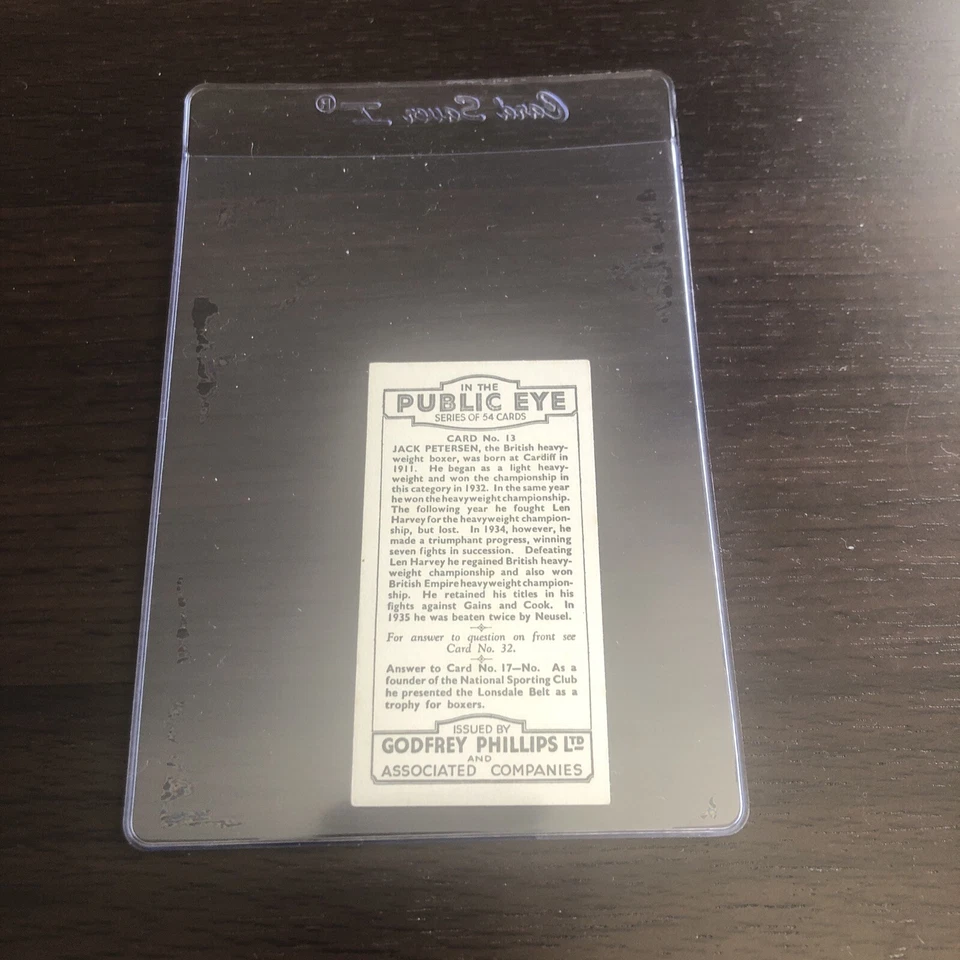 Card Saver I®
IN THE
PUBLIC EYE
SERIES OF 54 CARDS
CARD No. 13
JACK PETERSEN, the British heavy-
weight boxer, was born at Cardiff in
1911. He began as a light heavy-
weight and won the championship in
this category in 1932. In the same year
he won the heavyweight championship.
The following year he fought Len
Harvey for the heavyweight champion-
ship, but lost. In 1934, however, he
made a triumphant progress, winning
seven fights in succession. Defeating
Len Harvey he regained British heavy-
weight championship and also won
British Empire heavyweight champion-
ship. He retained his titles in his
fights against Gains and Cook. In
1935 he was beaten twice by Neusel.
For answer to question on front see
Card No. 32.
Answer to Card No. 17—No. As a
founder of the National Sporting Club
he presented the Lonsdale Belt as a
trophy for boxers.
ISSUED BY
GODFREY PHILLIPS LTD
AND
ASSOCIATED COMPANIES